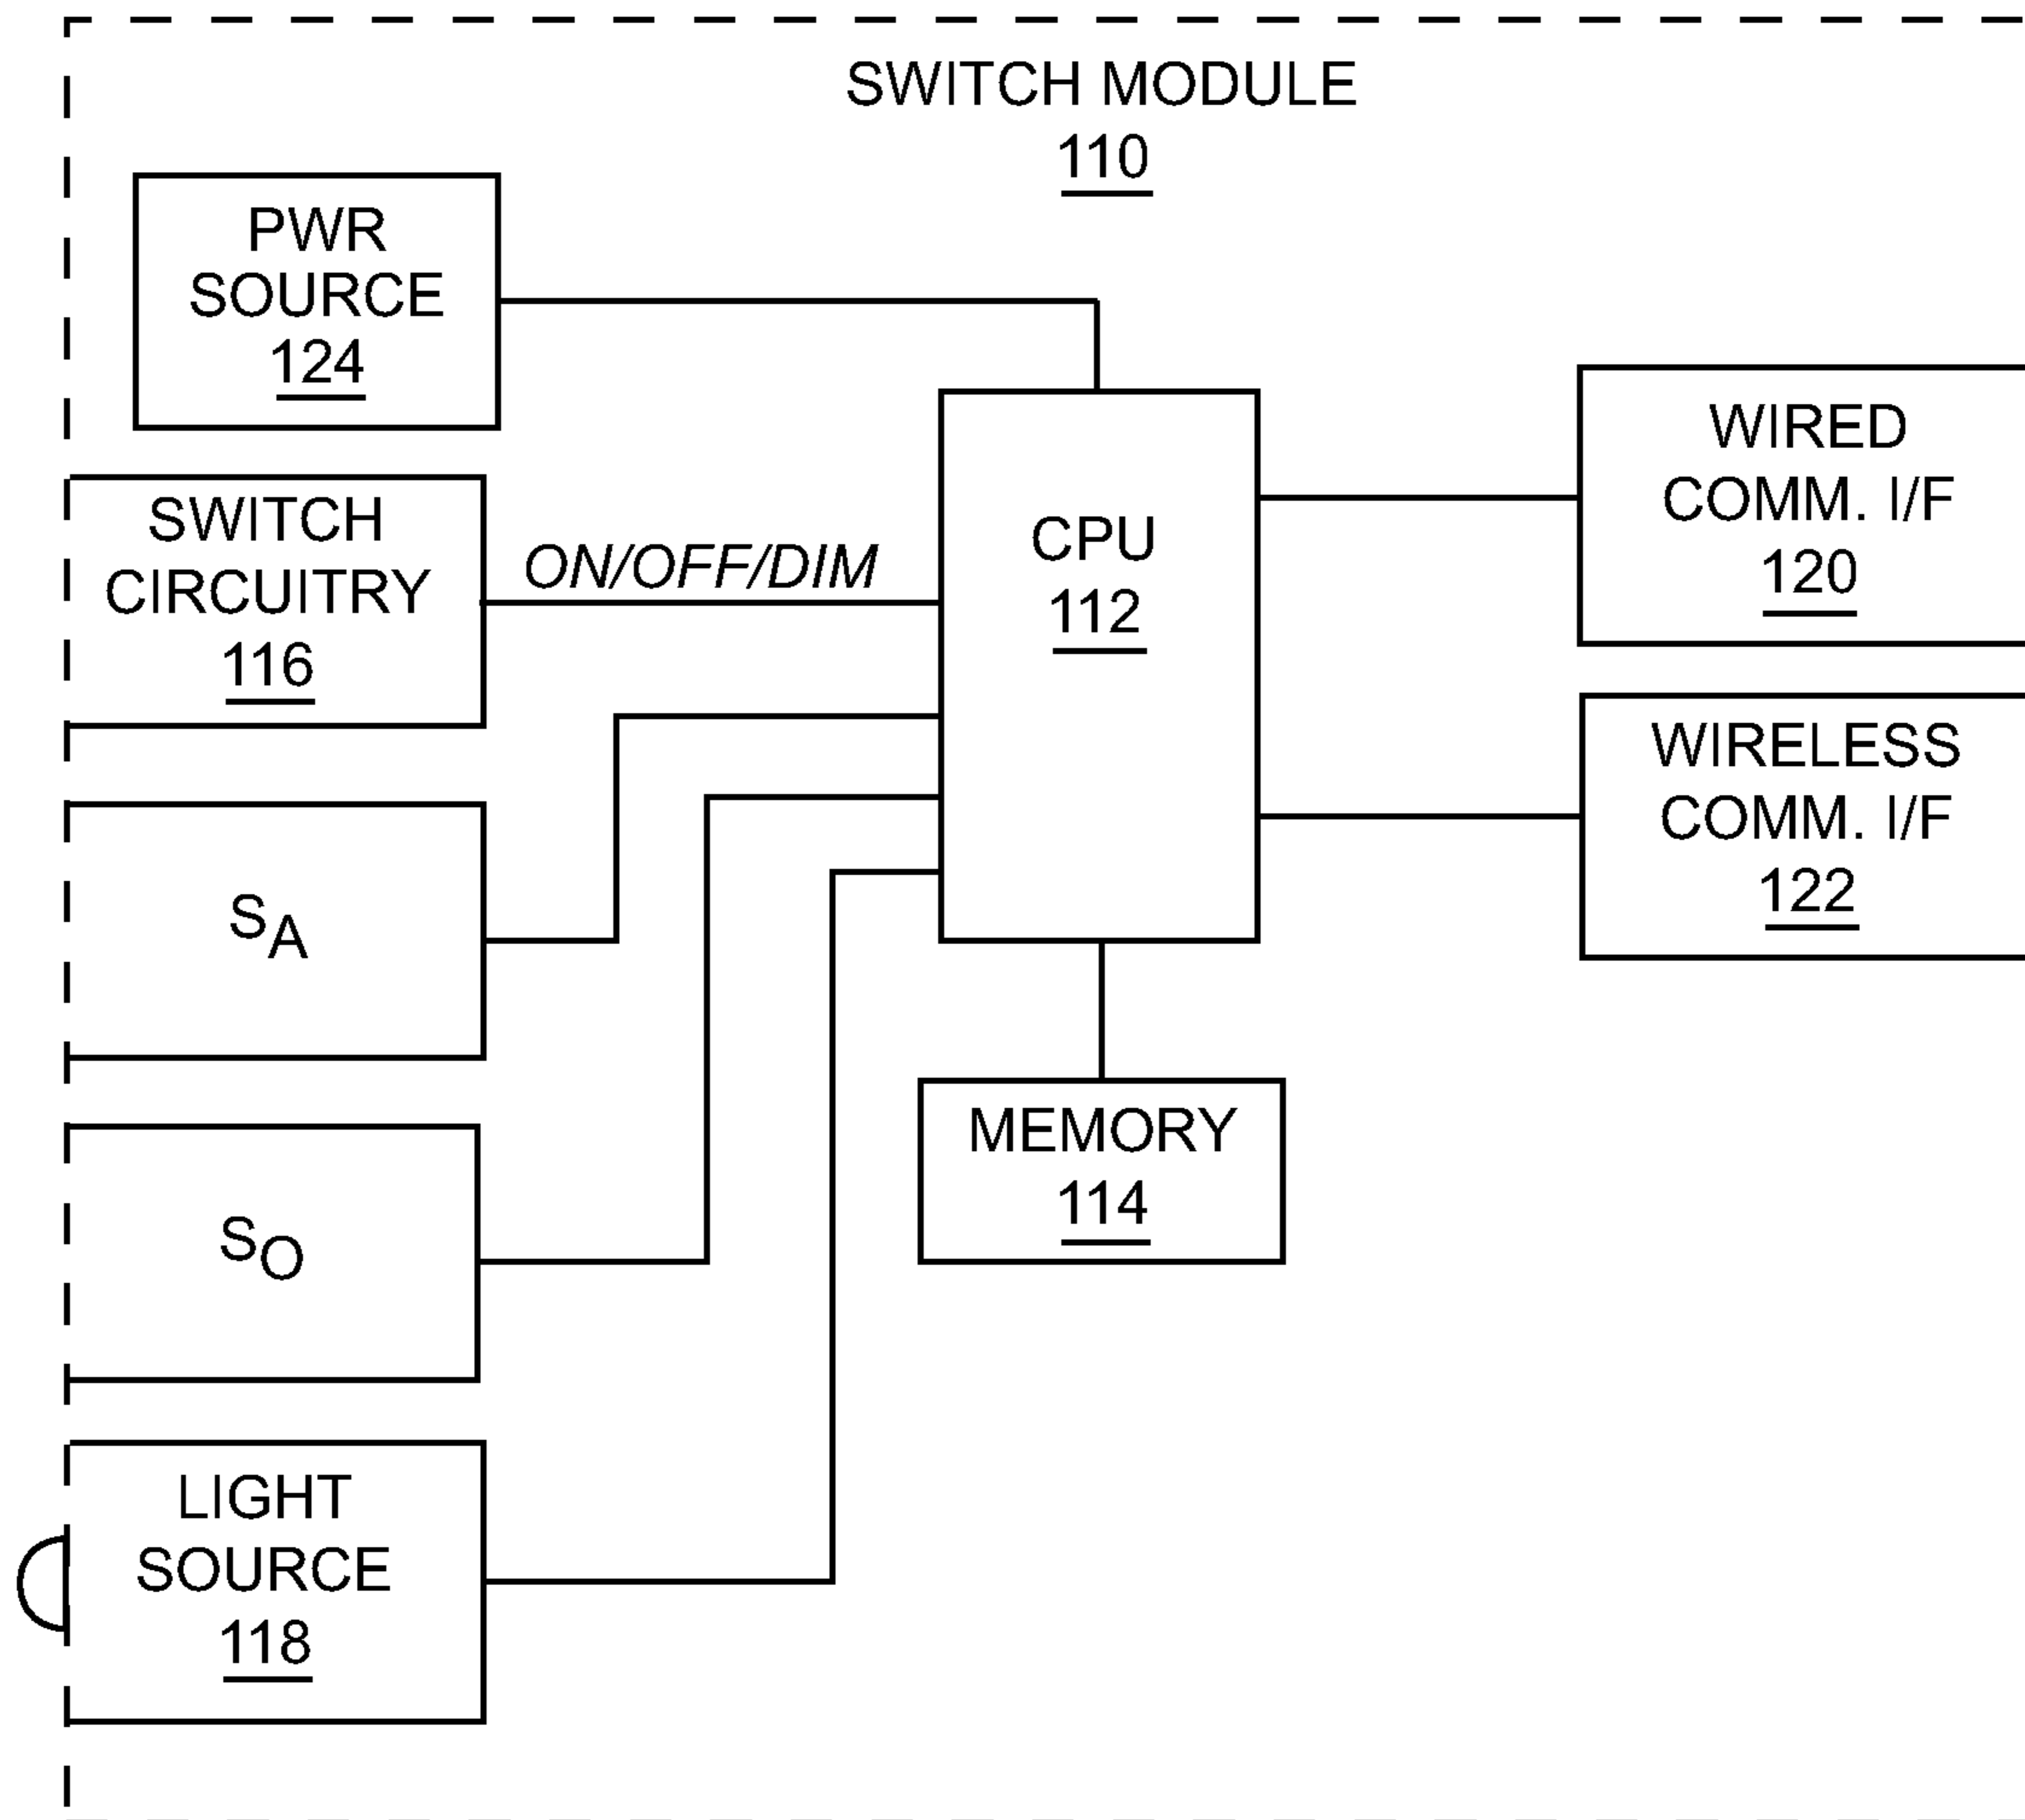 SWITCH MODULE
110
PWR
SOURCE
124
SWITCH
CIRCUITRY
116
ON/OFF/DIM
CPU
112
WIRED
COMM. I/F
120
WIRELESS
COMM. I/F
122
SA
SO
MEMORY
114
LIGHT
SOURCE
118